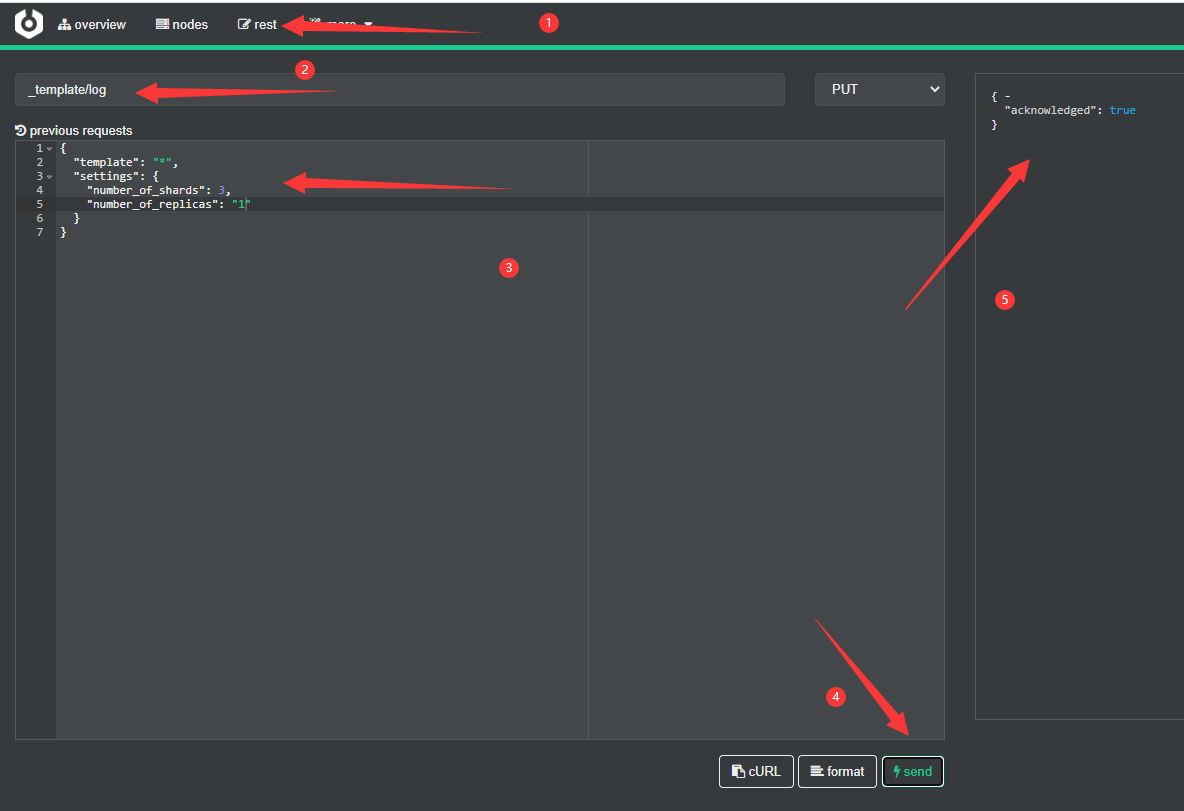 overview nodes rest more 1
2
_template/log PUT
previous requests
1 {
2 "template": "*",
3 "settings": {
4 "number_of_shards": 3,
5 "number_of_replicas": "1"
6 }
7 }
3
{ -
"acknowledged": true
}
5
4
cURL format send